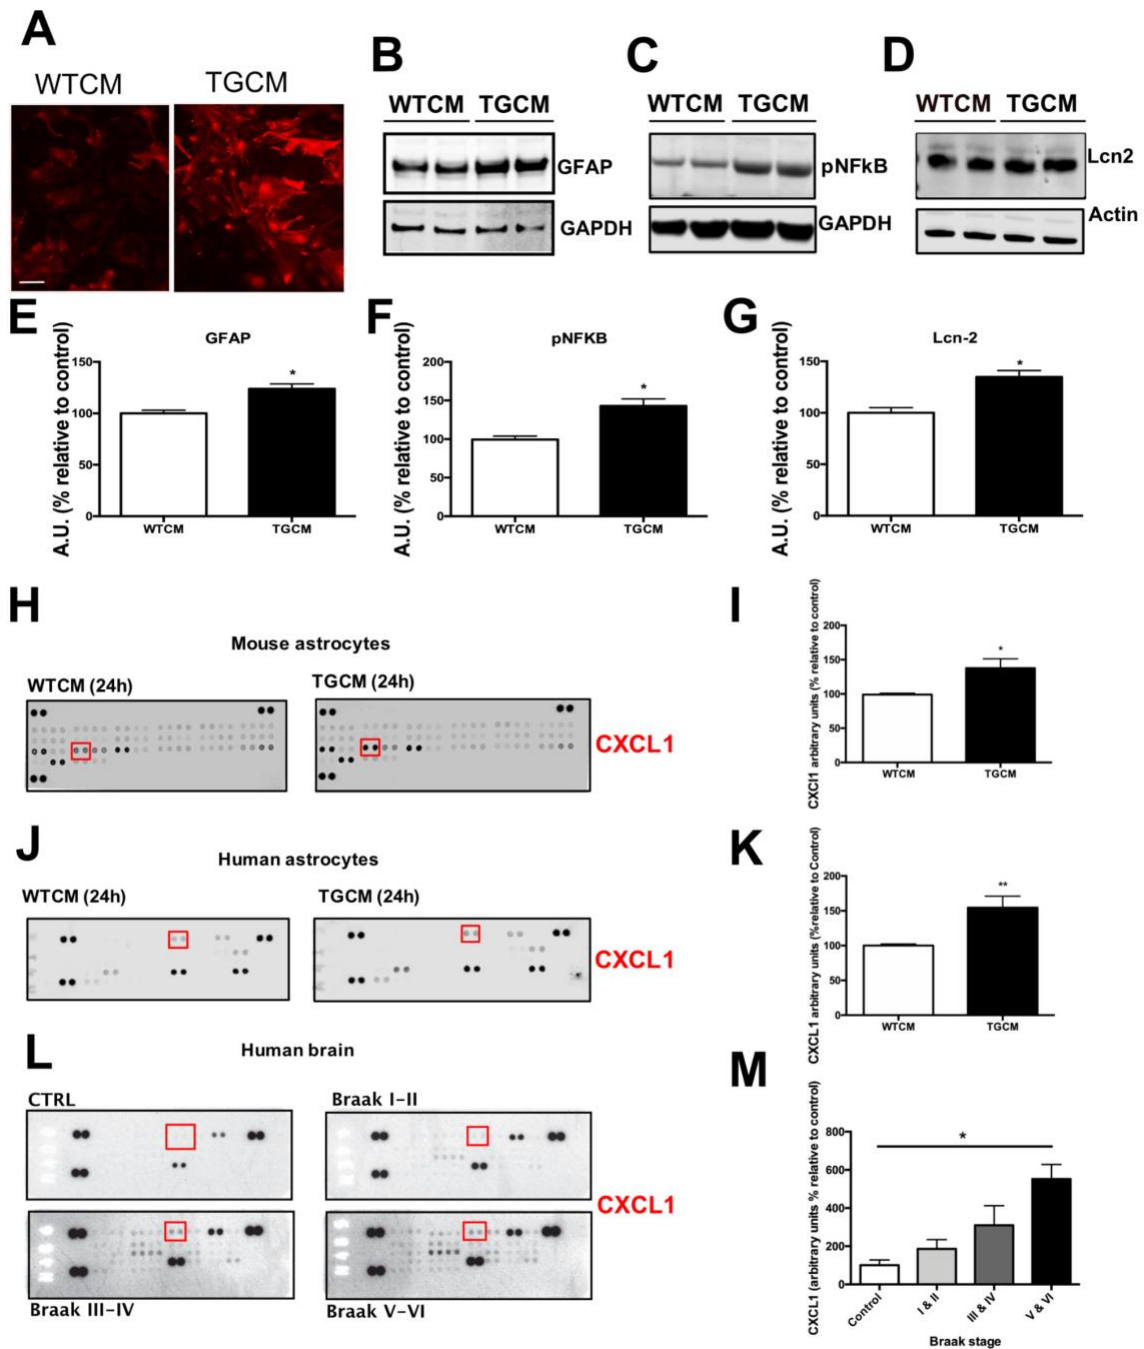 A
WTCM
TGCM
B
WTCM TGCM
GFAP
GAPDH
C
WTCM TGCM
pNFkB
GAPDH
D
WTCM TGCM
Lcn2
Actin
E
GFAP
A.U. (% relative to control)
150
100
50
0
WTCM
TGCM
*
F
pNFKB
A.U. (% relative to control)
200
150
100
50
0
WTCM
TGCM
*
G
Lcn-2
A.U. (% relative to control)
150
100
50
0
WTCM
TGCM
*
H
Mouse astrocytes
WTCM (24h)
TGCM (24h)
CXCL1
I
CXCl1 arbitrary units (% relative to control)
200
150
100
50
0
WTCM
TGCM
*
J
Human astrocytes
WTCM (24h)
TGCM (24h)
CXCL1
K
CXCL1 arbitrary units (%relative to Control)
200
150
100
50
0
WTCM
TGCM
**
L
Human brain
CTRL
Braak I-II
CXCL1
Braak III-IV
Braak V-VI
M
CXCL1 (arbitrary units % relative to control)
800
600
400
200
0
*
Control
I & II
III & IV
V & VI
Braak stage